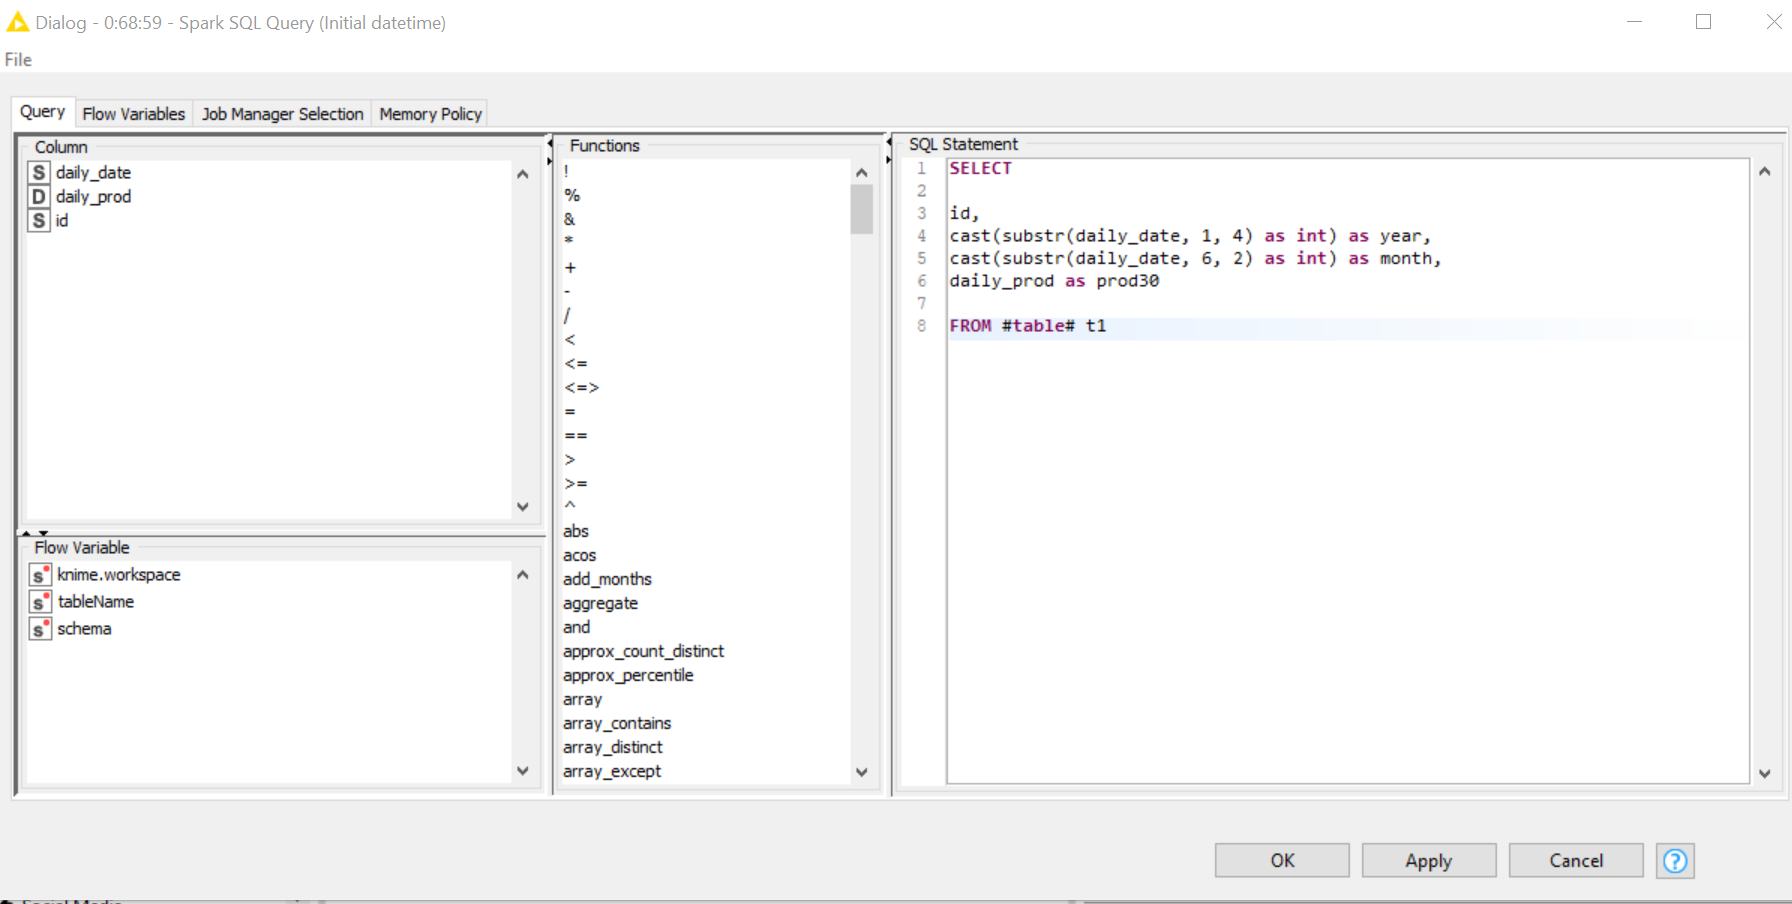 Dialog - 0:68:59 - Spark SQL Query (Initial datetime)
File
Query
Flow Variables
Job Manager Selection
Memory Policy
Column
S daily_date
D daily_prod
S id
Flow Variable
s knime.workspace
s tableName
s schema
Functions
!
%
&
*
+
-
/
<
<=
<=>
=
==
>
>=
^
abs
acos
add_months
aggregate
and
approx_count_distinct
approx_percentile
array
array_contains
array_distinct
array_except
SQL Statement
1 SELECT
2
3 id,
4 cast(substr(daily_date, 1, 4) as int) as year,
5 cast(substr(daily_date, 6, 2) as int) as month,
6 daily_prod as prod30
7
8 FROM #table# t1
OK
Apply
Cancel
?